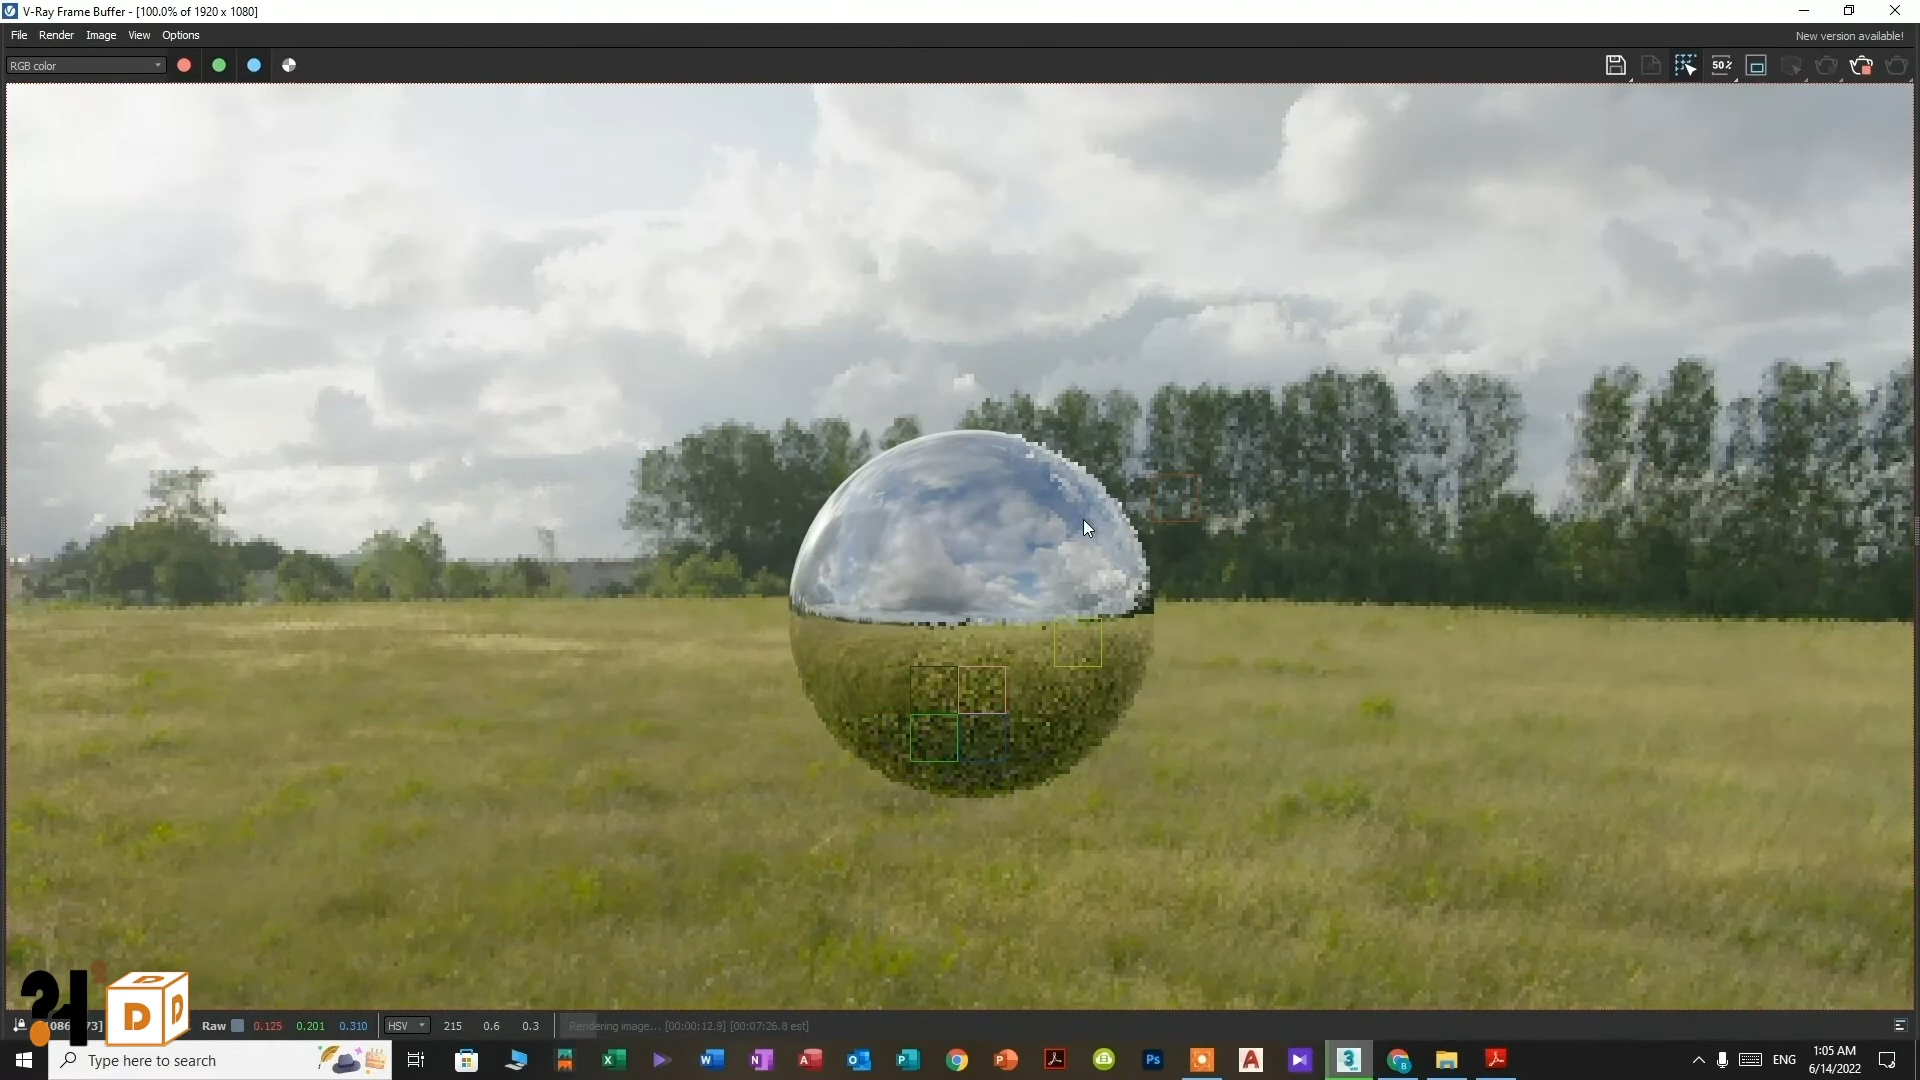 V-Ray Frame Buffer - [100.0% of 1920 x 1080]
File Render Image View Options
New version available!
RGB color
50%
D D D
Raw 0.125 0.201 0.310 HSV 215 0.6 0.3 Rendering image... [00:00:12.9] [00:07:26.8 est]
Type here to search
ENG
1:05 AM
6/14/2022